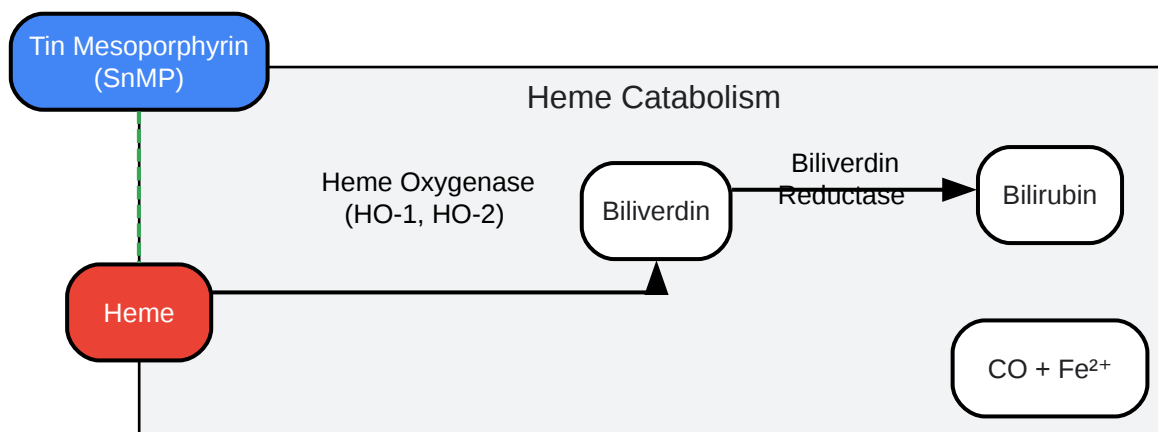 Tin Mesoporphyrin
(SnMP)
Heme Catabolism
Heme Oxygenase
(HO-1, HO-2)
Biliverdin
Biliverdin
Reductase
Bilirubin
Heme
CO + Fe²⁺